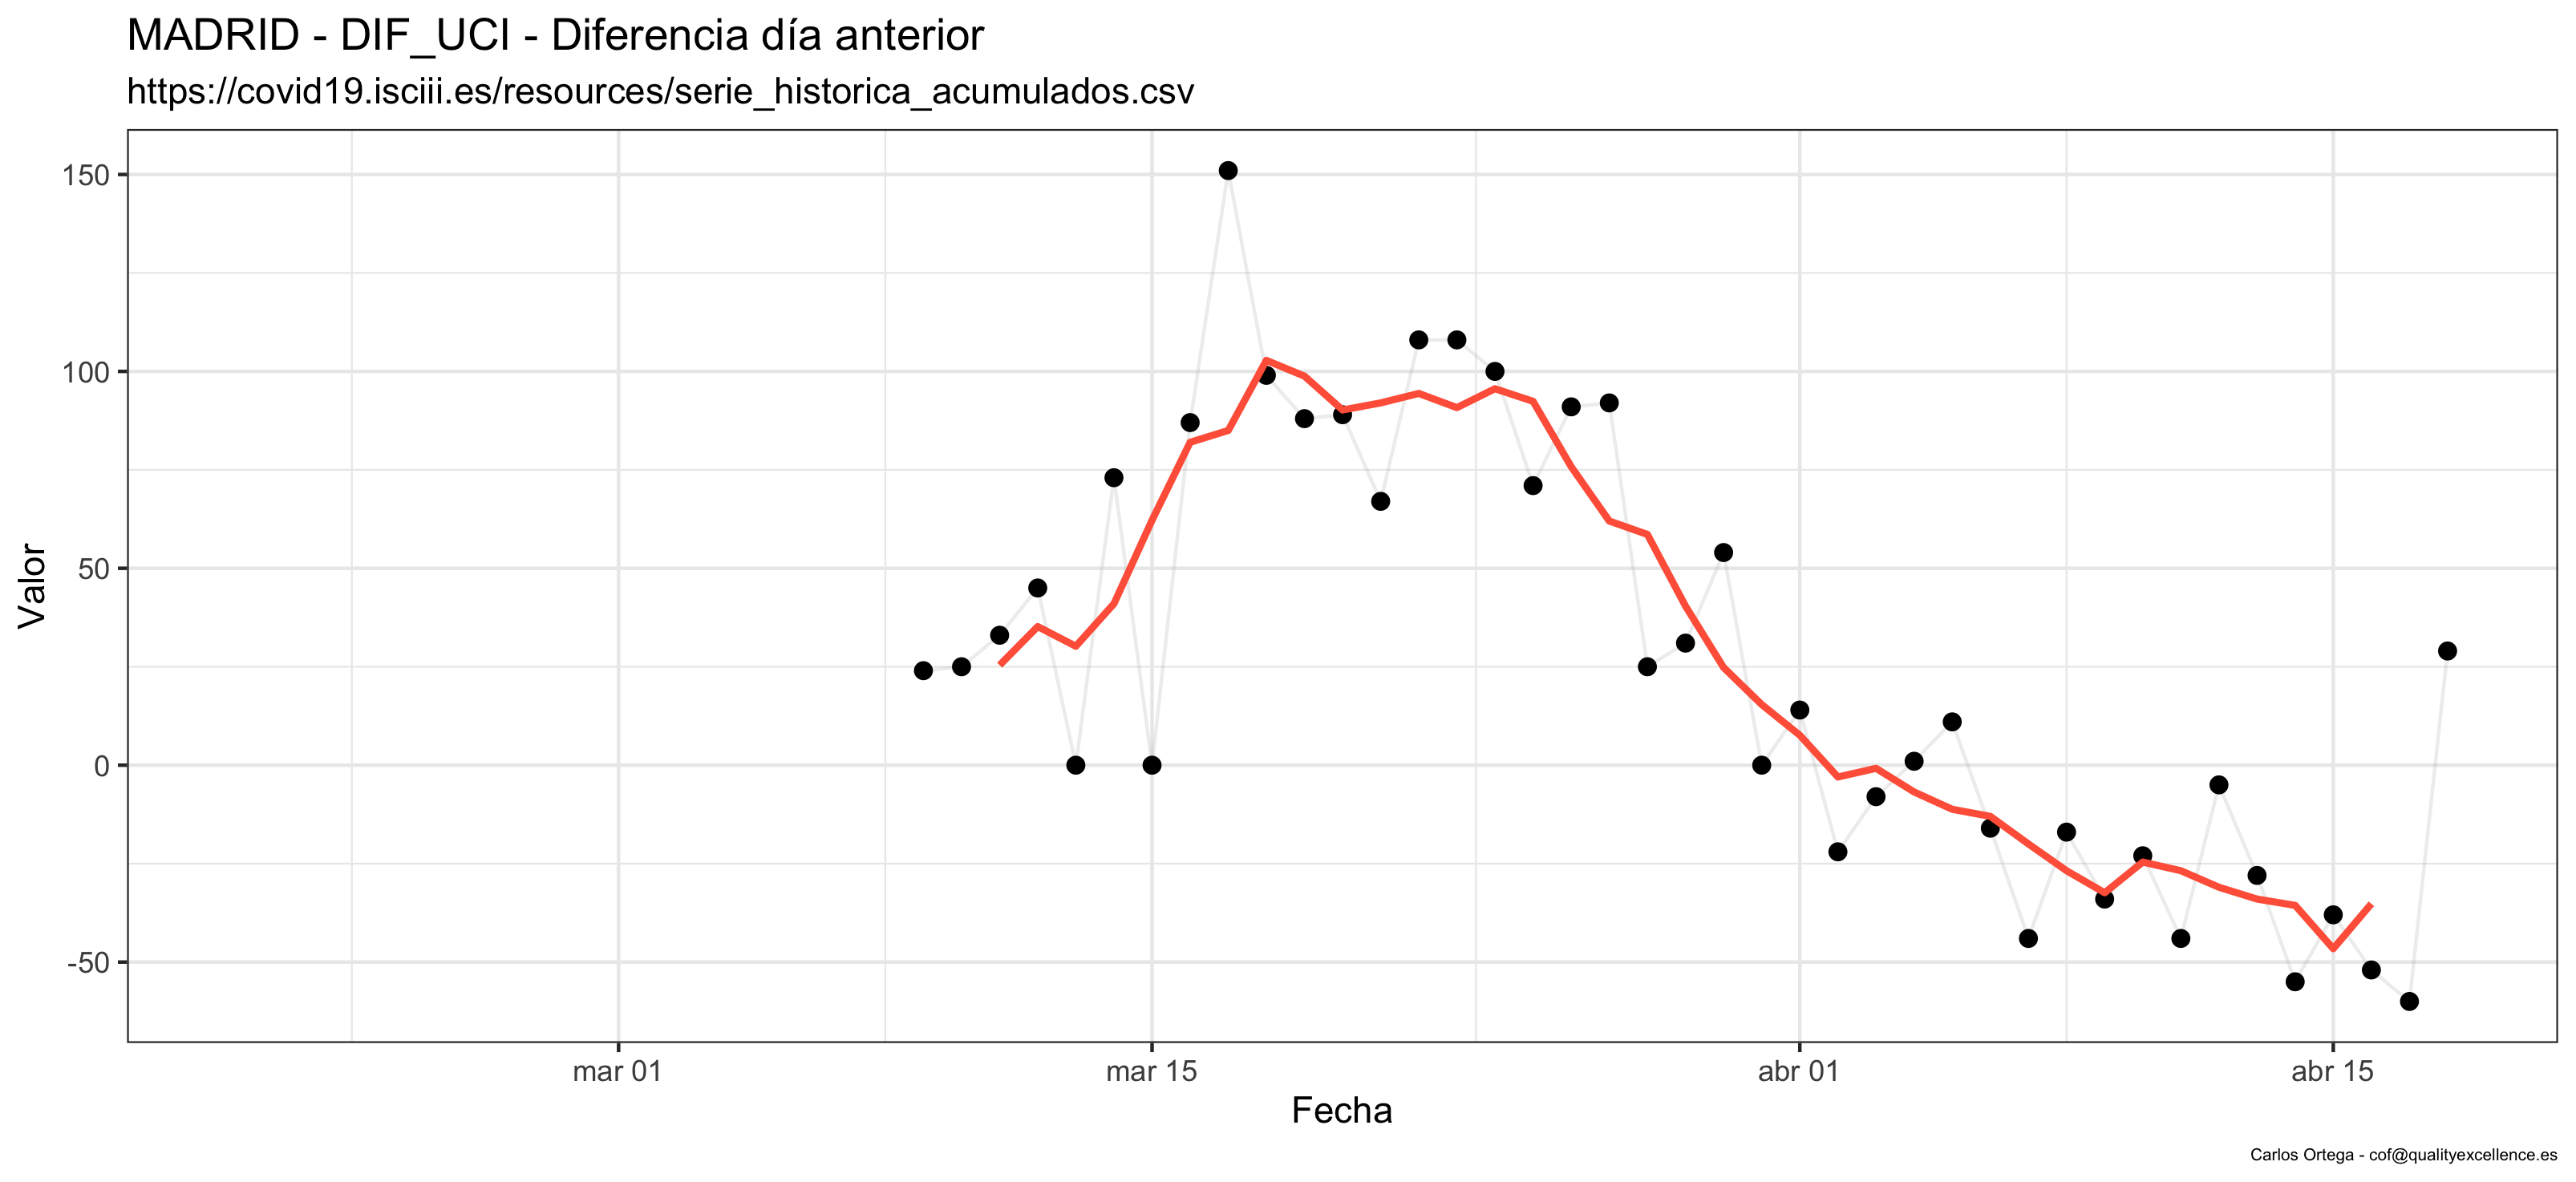 MADRID - DIF_UCI - Diferencia día anterior
https://covid19.isciii.es/resources/serie_historica_acumulados.csv
150
100
50
0
-50
Valor
mar 01
mar 15
abr 01
abr 15
Fecha
Carlos Ortega - cof@qualityexcellence.es